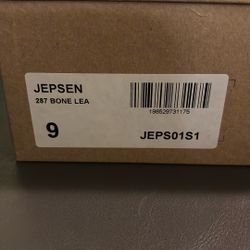 JEPSEN
287 BONE LEA
198529731175
9
JEPS01S1